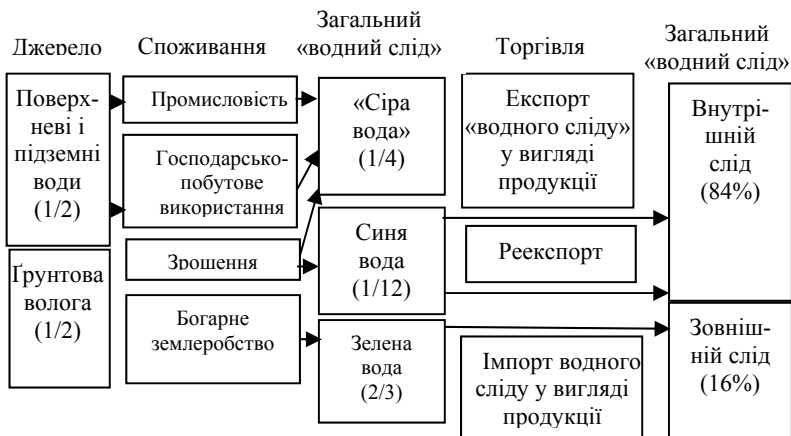 Джерело
Споживання
Загальний
«водний слід»
Торгівля
Загальний
«водний слід»
Поверх-
неві і
підземні
води
(1/2)
Ґрунтова
волога
(1/2)
Промисловість
Господарсько-
побутове
використання
Зрошення
Богарне
землеробство
«Сіра
вода»
(1/4)
Синя
вода
(1/12)
Зелена
вода
(2/3)
Експорт
«водного сліду»
у вигляді
продукції
Реекспорт
Імпорт водного
сліду у вигляді
продукції
Внутрі-
шній
слід
(84%)
Зовніш-
ній слід
(16%)